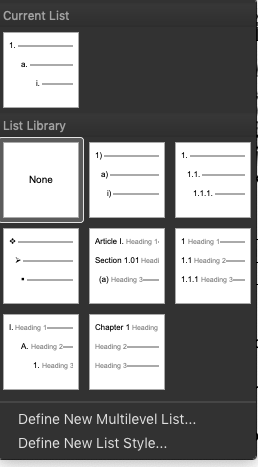 Current List
1.
a.
i.
List Library
None
1)
a)
i)
1.
1.1.
1.1.1.
❖
➢
▪
Article I. Heading 1
Section 1.01 Headi
(a) Heading 3
1 Heading 1
1.1 Heading 2
1.1.1 Heading 3
I. Heading 1
A. Heading 2
1. Heading 3
Chapter 1 Heading
Heading 2
Heading 3
Define New Multilevel List...
Define New List Style...